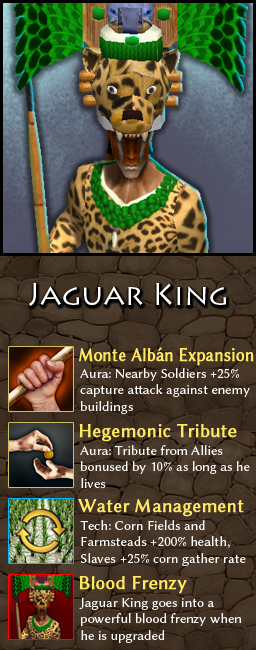 Jaguar King
Monte Albán Expansion
Aura: Nearby Soldiers +25%
capture attack against enemy
buildings
Hegemonic Tribute
Aura: Tribute from Allies
bonused by 10% as long as he
lives
Water Management
Tech: Corn Fields and
Farmsteads +200% health,
Slaves +25% corn gather rate
Blood Frenzy
Jaguar King goes into a
powerful blood frenzy when
he is upgraded